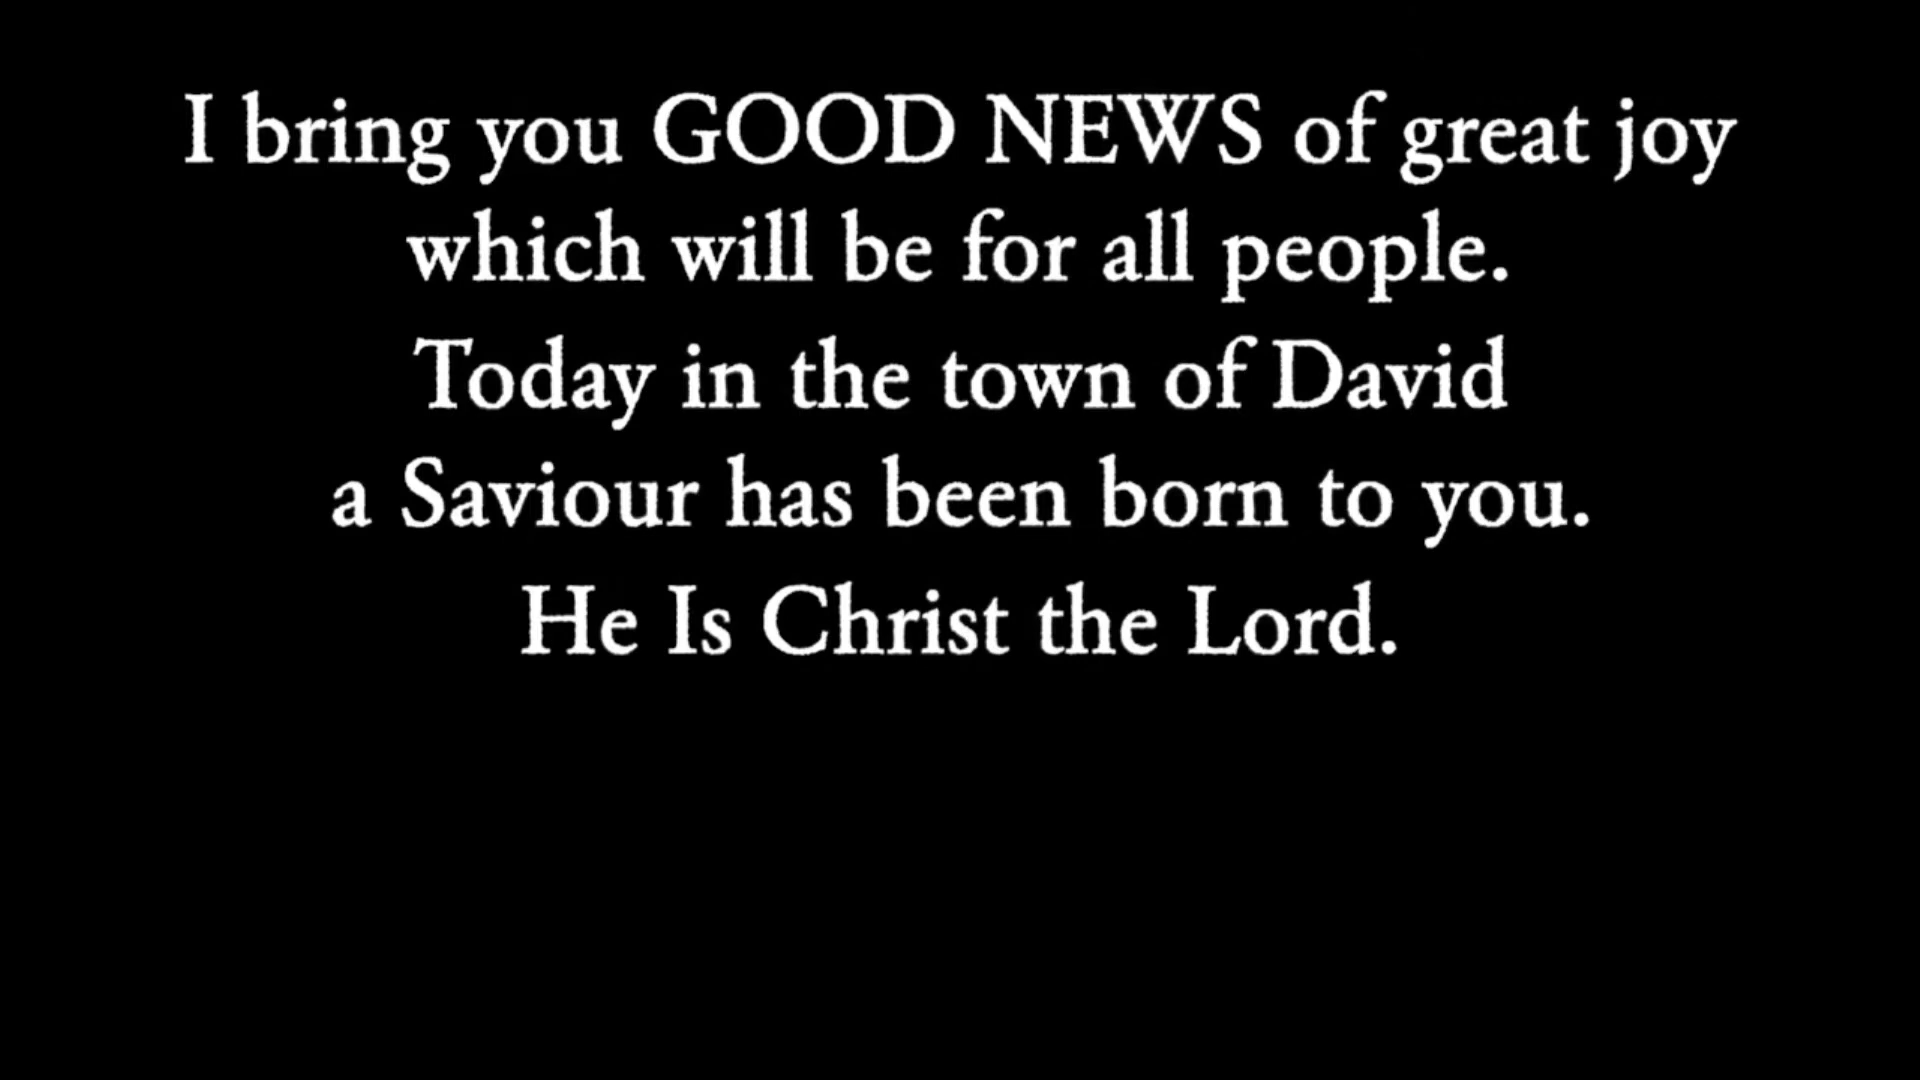 I bring you GOOD NEWS of great joy
which will be for all people.
Today in the town of David
a Saviour has been born to you.
He Is Christ the Lord.